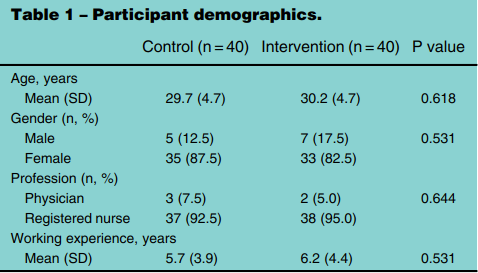 Table 1 – Participant demographics.
Control (n = 40) Intervention (n = 40) P value
Age, years
Mean (SD) 29.7 (4.7) 30.2 (4.7) 0.618
Gender (n, %)
Male 5 (12.5) 7 (17.5) 0.531
Female 35 (87.5) 33 (82.5)
Profession (n, %)
Physician 3 (7.5) 2 (5.0) 0.644
Registered nurse 37 (92.5) 38 (95.0)
Working experience, years
Mean (SD) 5.7 (3.9) 6.2 (4.4) 0.531